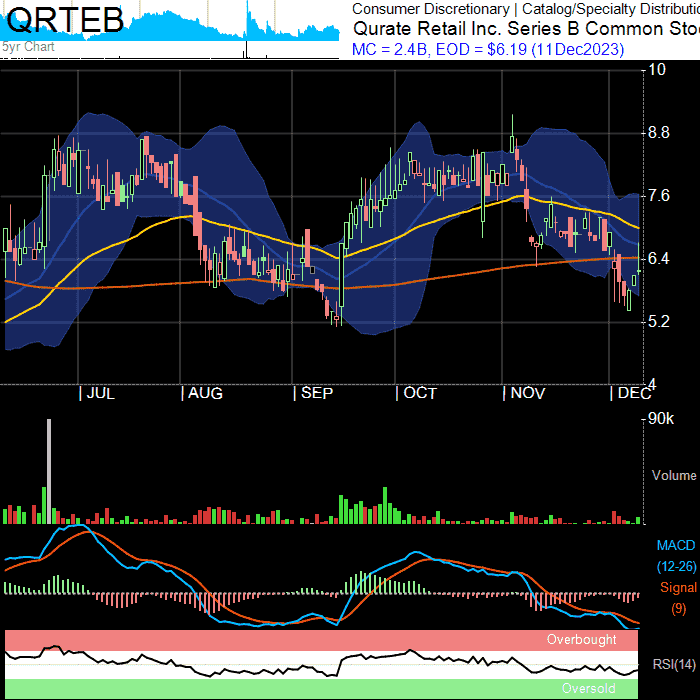 QRTEB
5yr Chart
Consumer Discretionary | Catalog/Specialty Distributio
Qurate Retail Inc. Series B Common Sto
MC = 2.4B, EOD = $6.19 (11Dec2023)
10
8.8
7.6
6.4
5.2
4
| JUL | AUG | SEP | OCT | NOV | DEC
90k
Volume
MACD
(12-26)
Signal
(9)
Overbought
RSI(14)
Oversold